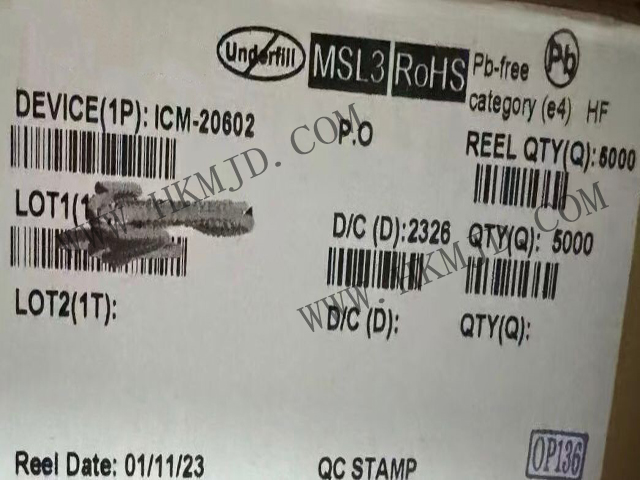 Underfill MSL3 RoHS Pb-free category (e4) HF Pb
DEVICE(1P): ICM-20602 P.O REEL QTY(Q): 5000
LOT1(1 D/C (D): 2326 QTY(Q): 5000
LOT2(1T): D/C (D): QTY(Q):
Reel Date: 01/11/23 QC STAMP OP136
WWW.HKMJD.COM
WWW.HKMJD.COM